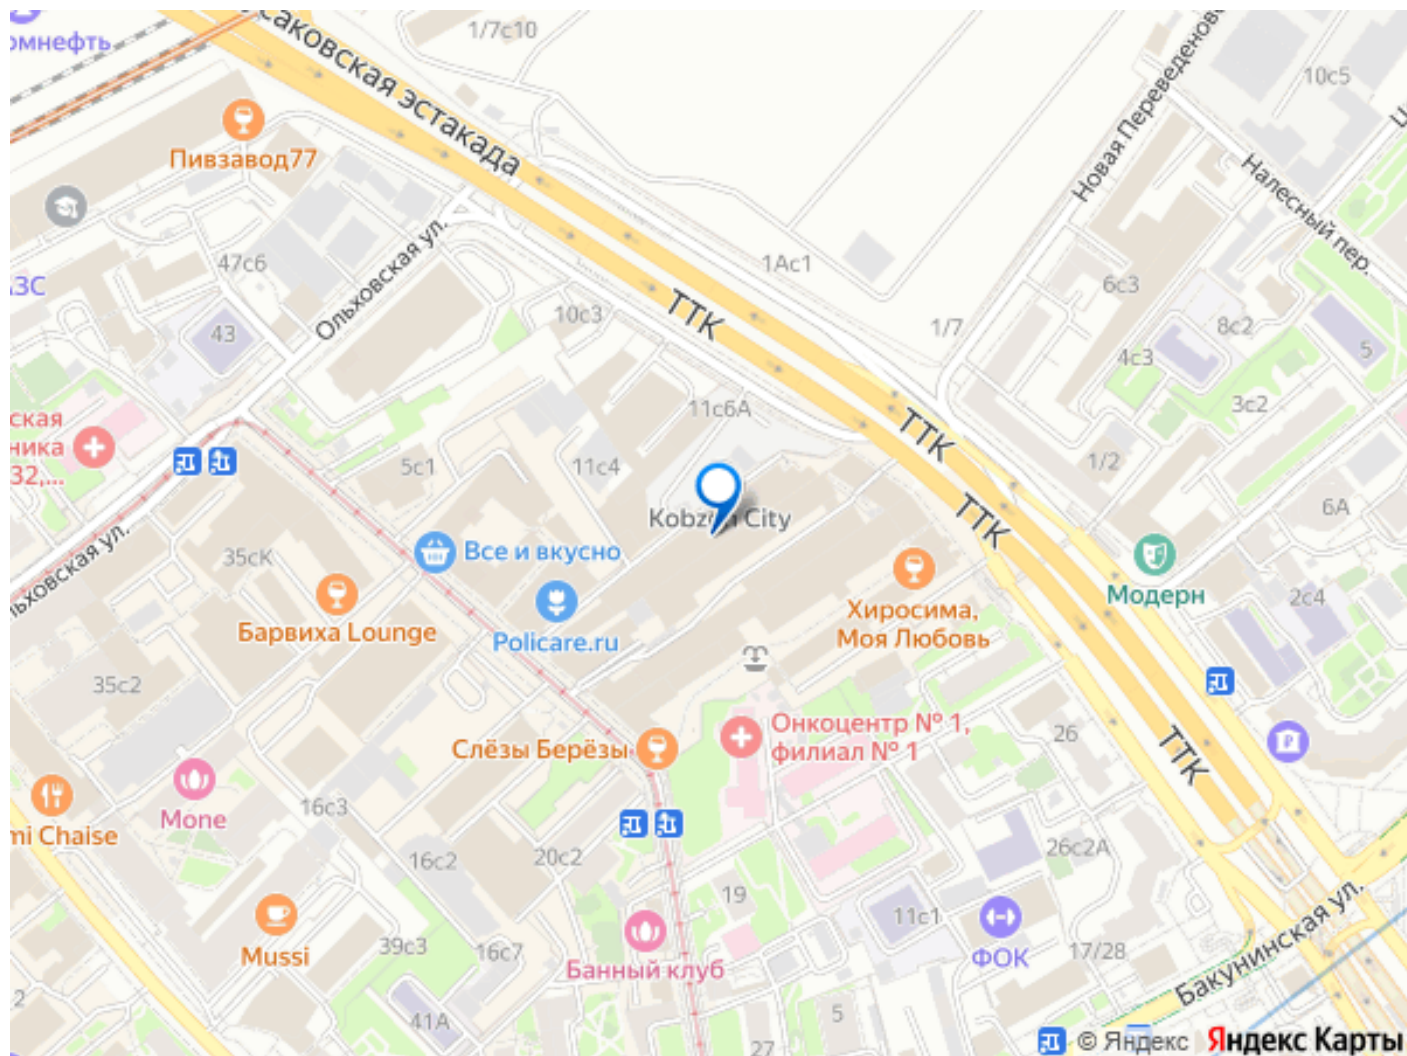 омнефть
1/7с10
саковская эстакада
Новая Переведеновс
10с5
Пивзавод77
Налесный пер.
47с6
Ольховская ул.
1Ас1
АЗС
6с3
43
10с3
ТТК
1/7
8с2
5
4с3
11с6А
3с2
ская
ника
32,...
ТТК
5с1
11с4
1/2
6А
Kobzon City
ТТК
льховская ул.
35сК
Все и вкусно
Модерн
2с4
Барвиха Lounge
Policare.ru
Хиросима,
Моя Любовь
35с2
Слёзы Берёзы
Онкоцентр № 1,
филиал № 1
26
ТТК
Mone
16с3
mi Chaise
16с2
20с2
26с2А
19
11с1
Mussi
39с3
16с7
Банный клуб
ФОК
17/28
Бакунинская ул.
2
41А
5
27
© Яндекс
Яндекс Карты